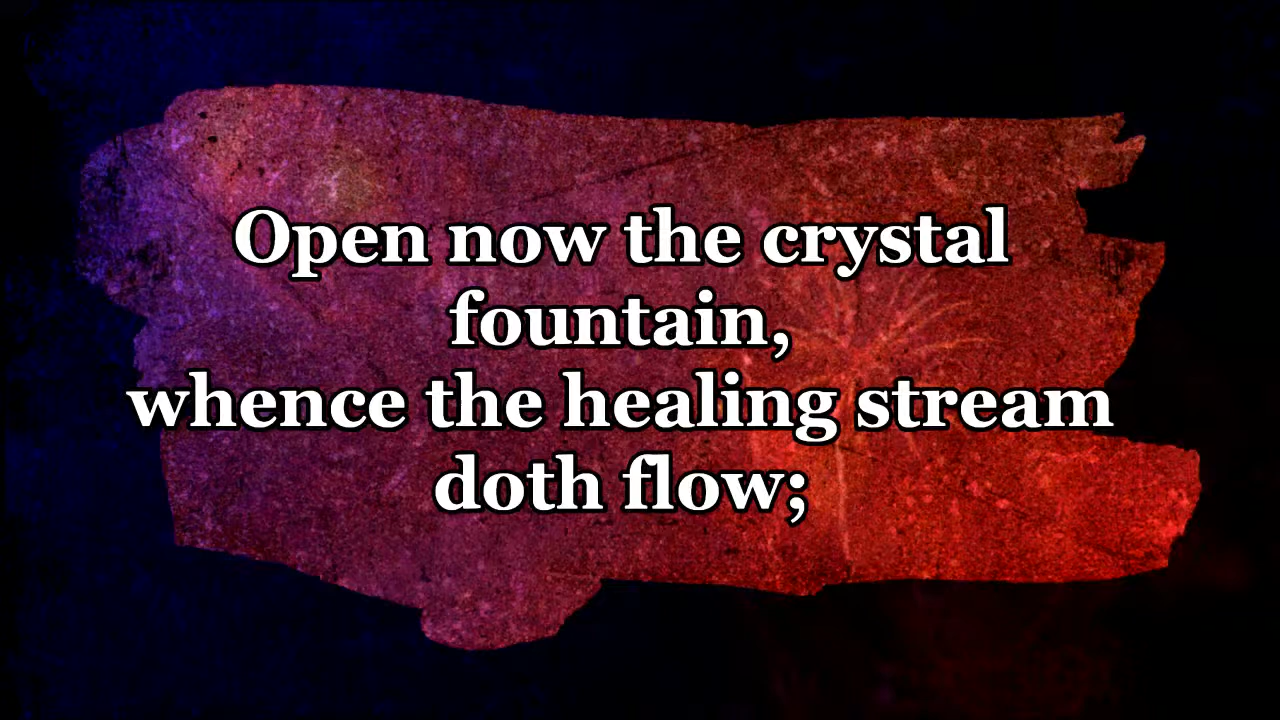 Open now the crystal
fountain,
whence the healing stream
doth flow;